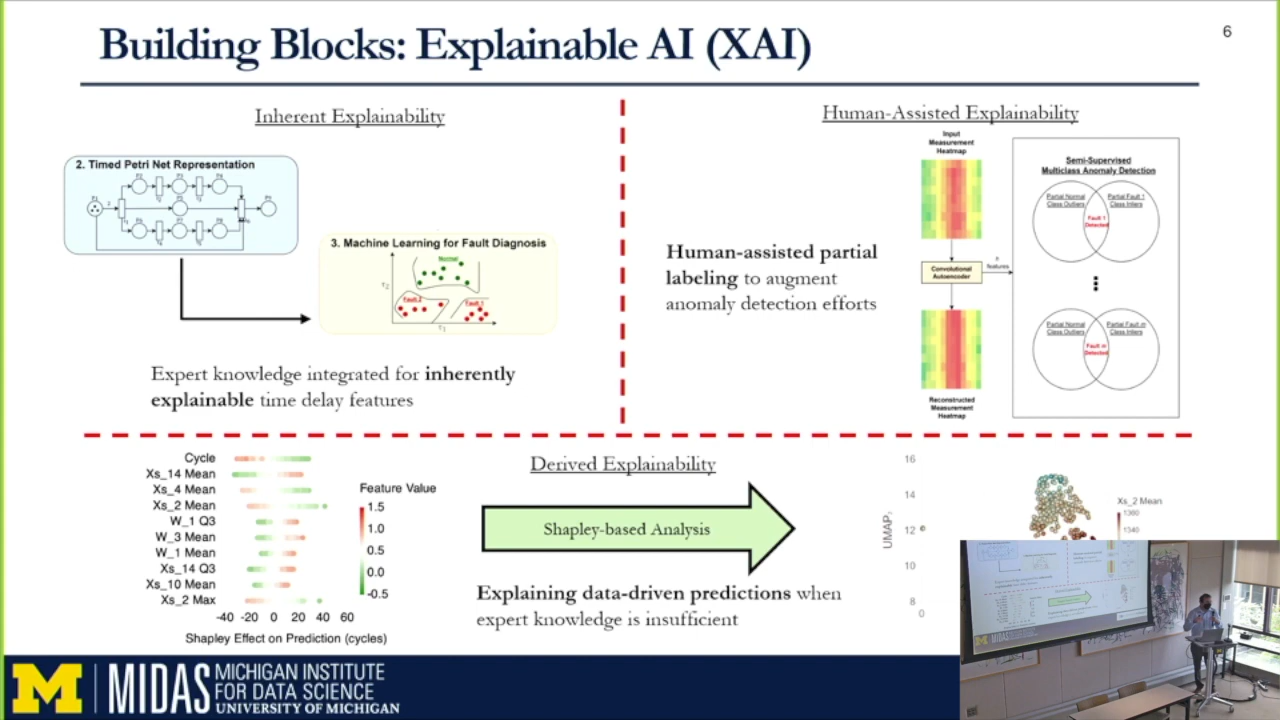 Building Blocks: Explainable AI (XAI)
6
Inherent Explainability
2. Timed Petri Net Representation
3. Machine Learning for Fault Diagnosis
Normal
Fault 2
Fault 1
τ2
τ1
Expert knowledge integrated for inherently
explainable time delay features
Human-Assisted Explainability
Human-assisted partial
labeling to augment
anomaly detection efforts
Input
Measurement
Heatmap
Convolutional
Autoencoder
features
Reconstructed
Measurement
Heatmap
Semi-Supervised
Multiclass Anomaly Detection
Partial Normal
Class Outliers
Partial Fault 1
Class Inliers
Fault 1
Detected
Partial Normal
Class Outliers
Partial Fault m
Class Inliers
Fault m
Detected
Derived Explainability
Cycle
Xs_14 Mean
Xs_4 Mean
Xs_2 Mean
W_1 Q3
W_3 Mean
W_1 Mean
Xs_14 Q3
Xs_10 Mean
Xs_2 Max
-40 -20 0 20 40 60
Shapley Effect on Prediction (cycles)
Feature Value
1.5
1.0
0.5
0.0
-0.5
Shapley-based Analysis
Explaining data-driven predictions when
expert knowledge is insufficient
UMAP2
16
14
12
10
8
0
Xs_2 Mean
1360
1340
M MIDAS
MICHIGAN INSTITUTE
FOR DATA SCIENCE
UNIVERSITY OF MICHIGAN